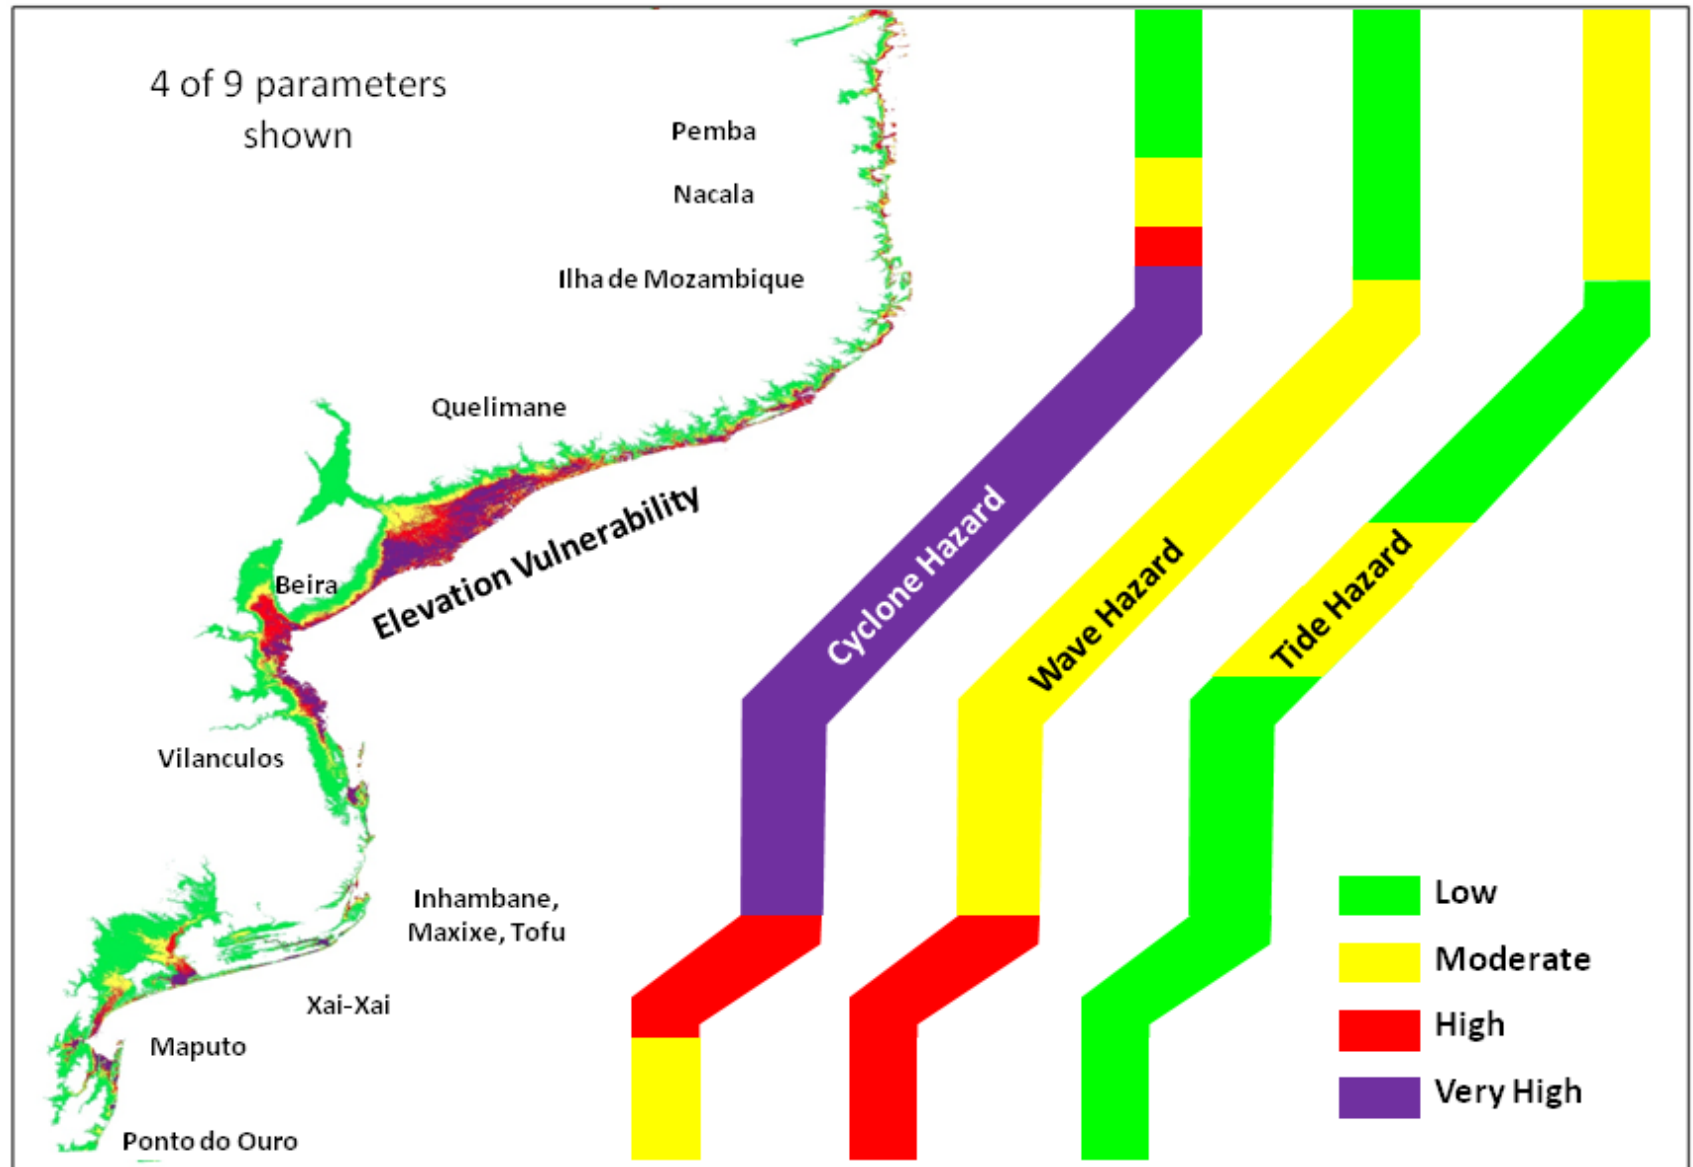 4 of 9 parameters
shown
Pemba
Nacala
Ilha de Mozambique
Quelimane
Elevation Vulnerability
Beira
Cyclone Hazard
Wave Hazard
Tide Hazard
Vilanculos
Inhambane,
Maxixe, Tofu
Xai-Xai
Maputo
Ponto do Ouro
Low
Moderate
High
Very High